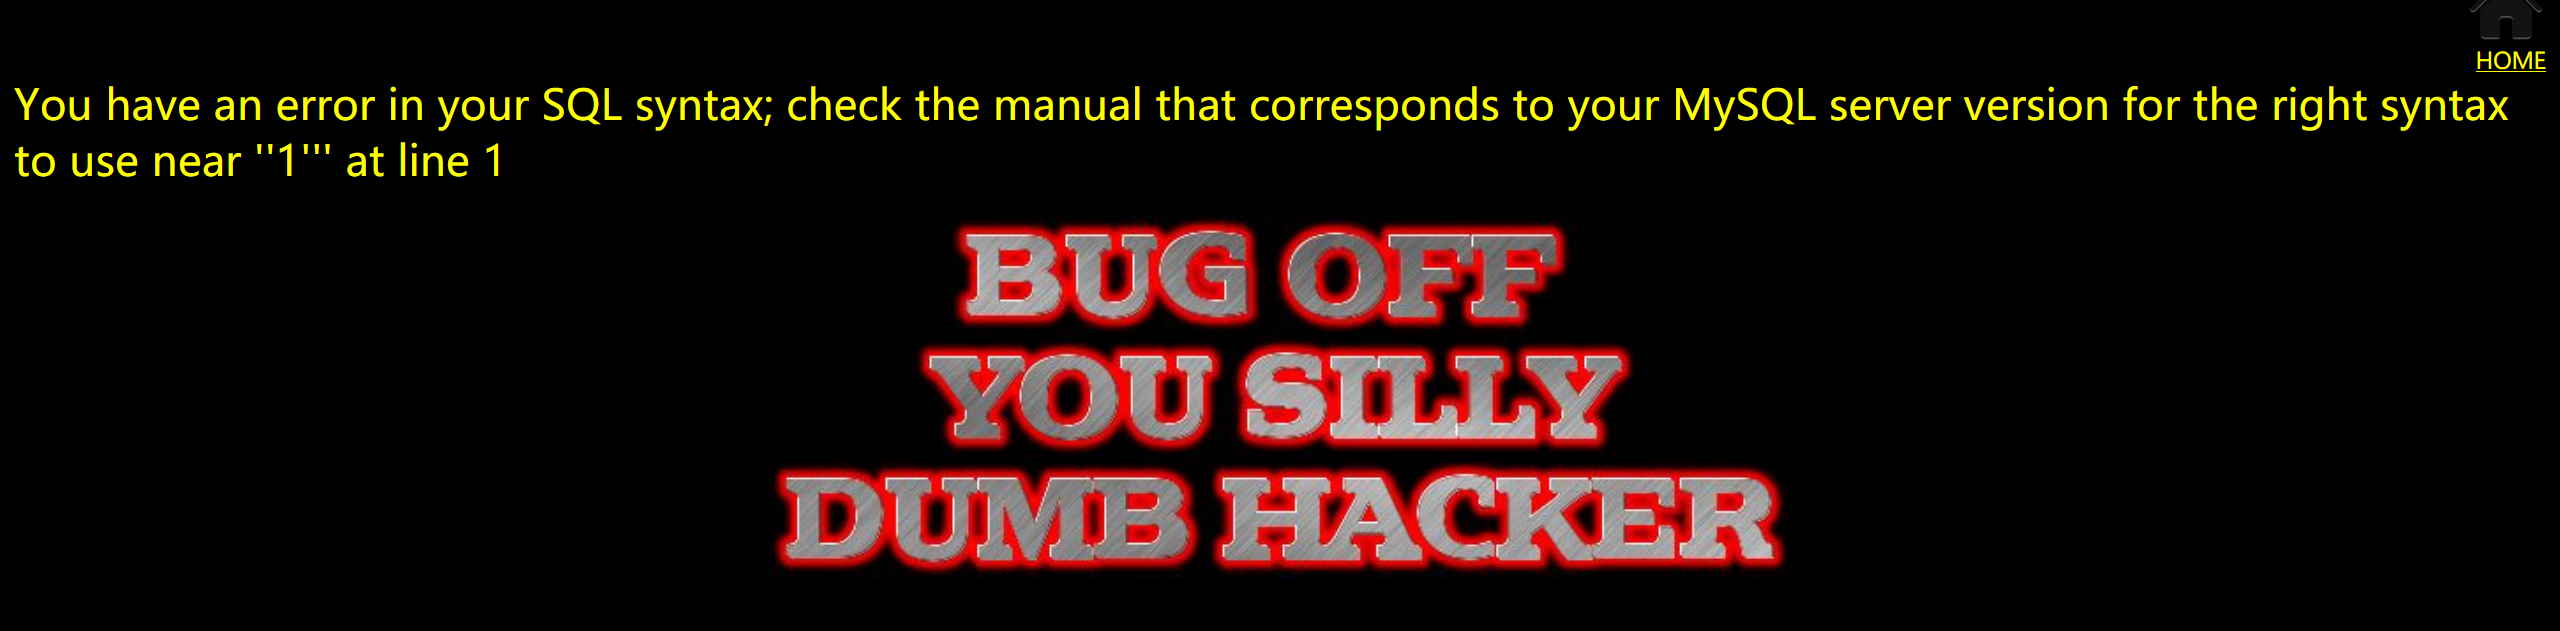 HOME
You have an error in your SQL syntax; check the manual that corresponds to your MySQL server version for the right syntax
to use near ''1''' at line 1
BUG OFF
YOU SILLY
DUMB HACKER